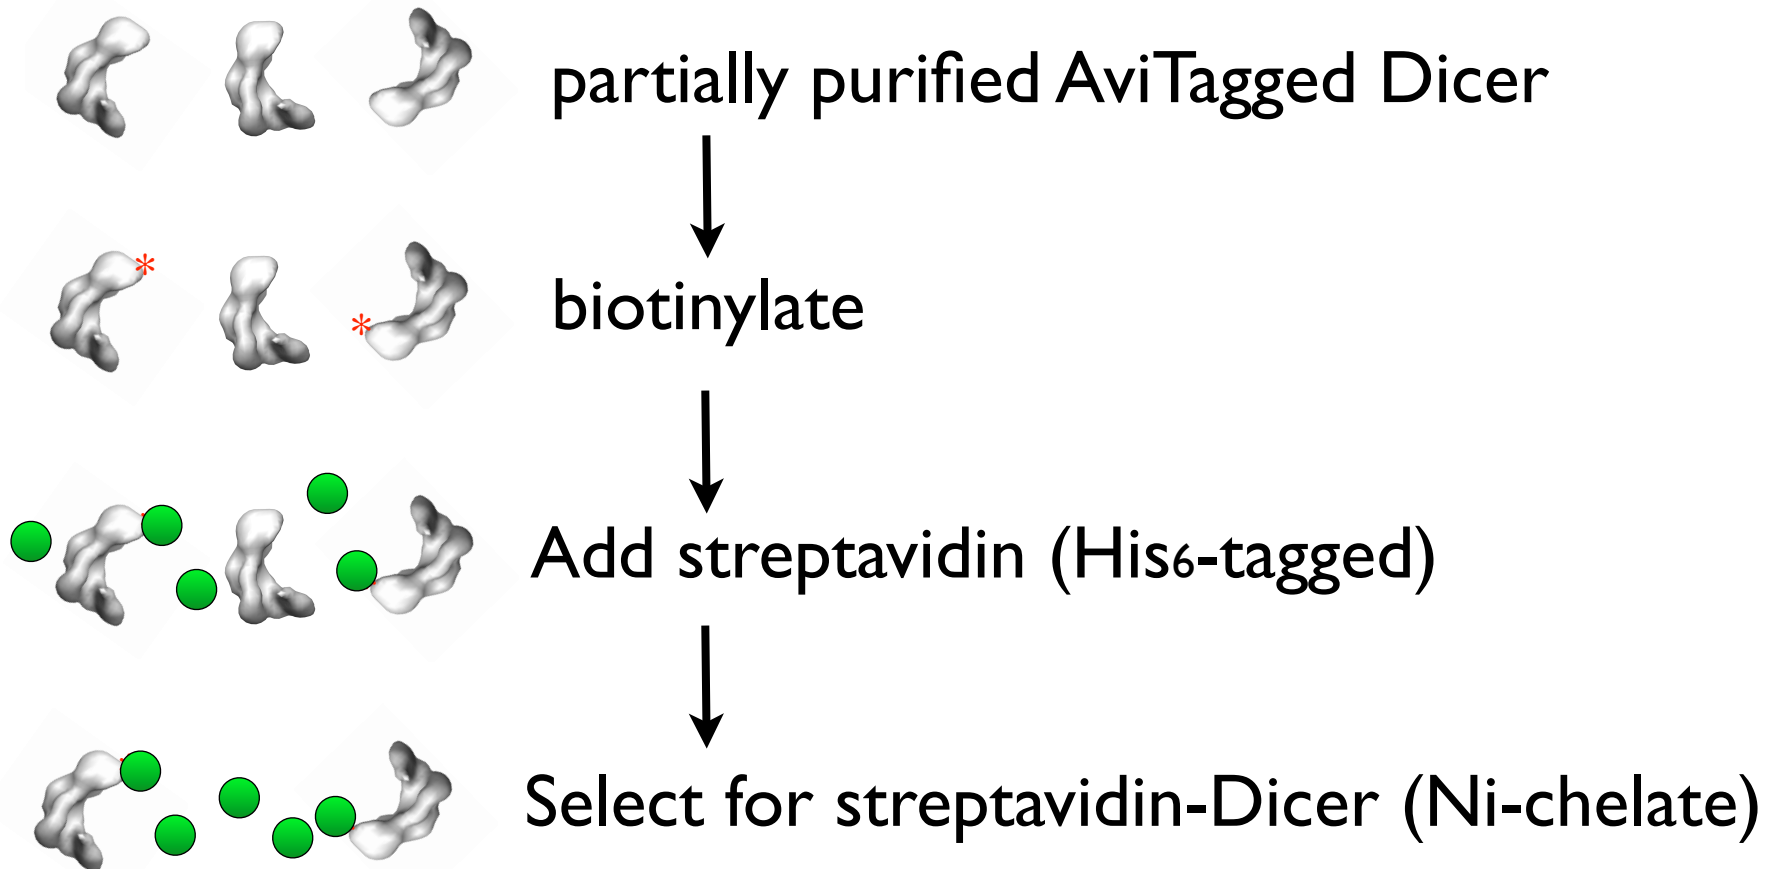 partially purified AviTagged Dicer
biotinylate
Add streptavidin (His₆-tagged)
Select for streptavidin-Dicer (Ni-chelate)